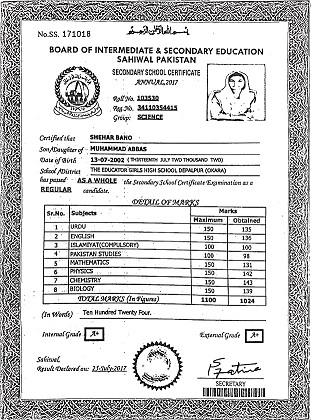 No.SS. 171018
BOARD OF INTERMEDIATE & SECONDARY EDUCATION
SAHIWAL PAKISTAN
SECONDARY SCHOOL CERTIFICATE
ANNUAL, 2017
Roll No. 103530
Reg. 34110354415
Group: SCIENCE
Certified that SHEHAR BANO
Son/Daughter of MUHAMMAD ABBAS
Date of Birth 13-07-2002 (THIRTEENTH JULY TWO THOUSAND TWO)
School/District THE EDUCATOR GIRLS HIGH SCHOOL DEPALPUR (OKARA)
has passed AS A WHOLE the Secondary School Certificate Examination as a
REGULAR candidate.
DETAIL OF MARKS
Sr.No. Subjects Marks
Maximum Obtained
1 URDU 150 135
2 ENGLISH 150 136
3 ISLAMIYAT(COMPULSORY) 100 100
4 PAKISTAN STUDIES 100 98
5 MATHEMATICS 150 131
6 PHYSICS 150 142
7 CHEMISTRY 150 143
8 BIOLOGY 150 139
TOTAL MARKS (In Figures) 1100 1024
(In Words) Ten Hundred Twenty Four.
Internal Grade A+ External Grade A+
Sahiwal,
Result Declared on: 25-July-2017
SECRETARY